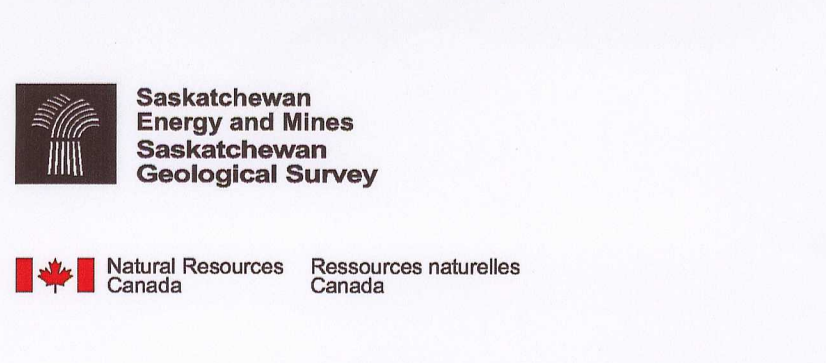 Saskatchewan
Energy and Mines
Saskatchewan
Geological Survey
Natural Resources Ressources naturelles
Canada Canada